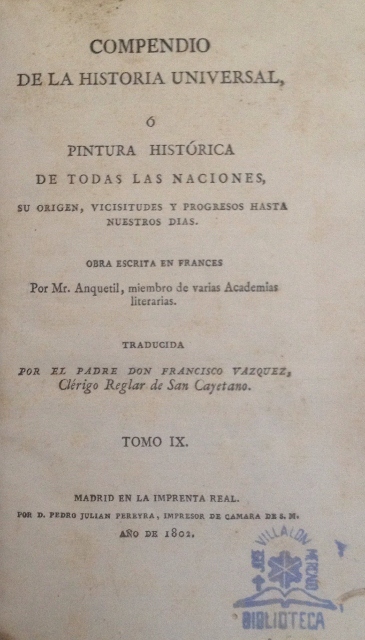 COMPENDIO
DE LA HISTORIA UNIVERSAL,
Ó
PINTURA HISTÓRICA
DE TODAS LAS NACIONES,
SU ORIGEN, VICISITUDES Y PROGRESOS HASTA
NUESTROS DIAS.
OBRA ESCRITA EN FRANCES
Por Mr. Anquetil, miembro de varias Academias
literarias.
TRADUCIDA
POR EL PADRE DON FRANCISCO VAZQUEZ,
Clérigo Reglar de San Cayetano.
TOMO IX.
MADRID EN LA IMPRENTA REAL.
POR D. PEDRO JULIAN PEREYRA, IMPRESOR DE CAMARA DE S. M.
AÑO DE 1802.
JOSE VILLALON MERCADO
BIBLIOTECA